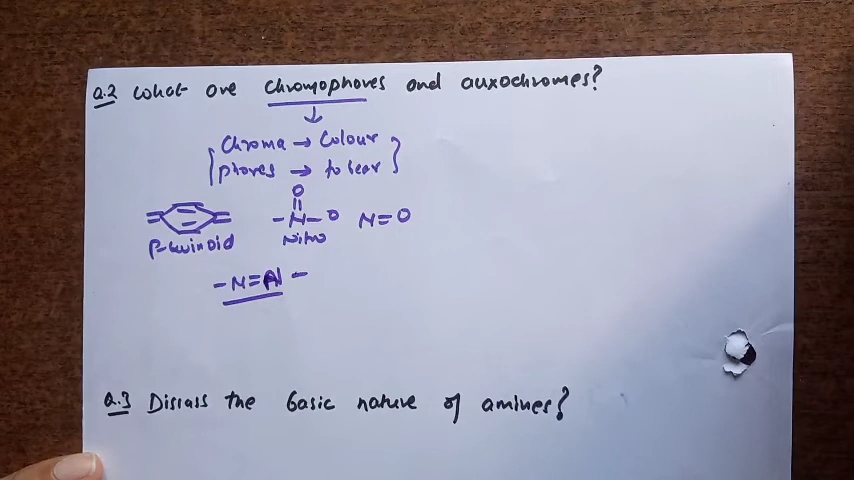 Q.2 What are chromophores and auxochromes?
Chroma → Colour
phores → to bear
O
-N-O N=O
P-Quinoid Nitro
-N=N-
Q.3 Discuss the basic nature of amines?